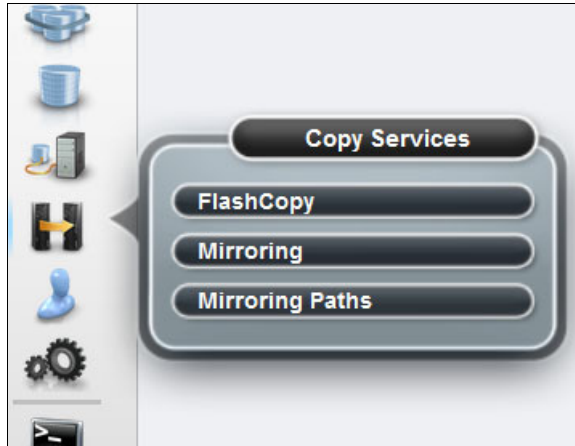 Copy Services
FlashCopy
Mirroring
Mirroring Paths
>_